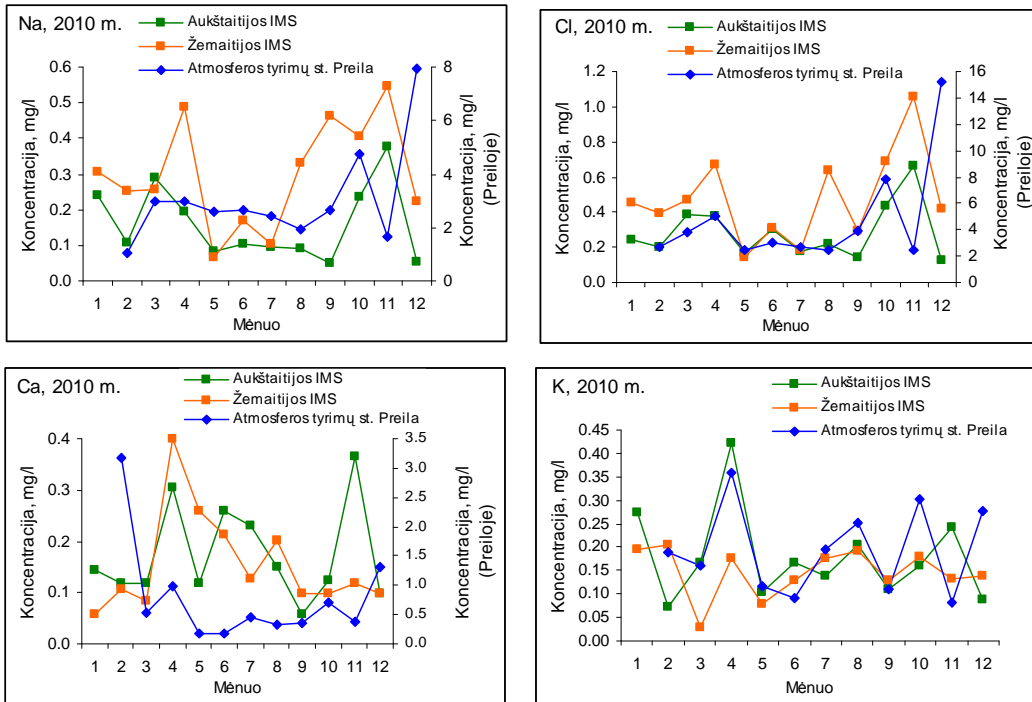 Na, 2010 m.
Aukštaitijos IMS
Žemaitijos IMS
Atmosferos tyrimų st. Preila
Koncentracija, mg/l
0.6
0.5
0.4
0.3
0.2
0.1
0.0
8
6
4
2
0
Koncentracija, mg/l
(Preiloje)
1 2 3 4 5 6 7 8 9 10 11 12
Mėnuo
Cl, 2010 m.
Aukštaitijos IMS
Žemaitijos IMS
Atmosferos tyrimų st. Preila
Koncentracija, mg/l
1.2
1.0
0.8
0.6
0.4
0.2
0.0
16
14
12
10
8
6
4
2
0
Koncentracija, mg/l
(Preiloje)
1 2 3 4 5 6 7 8 9 10 11 12
Mėnuo
Ca, 2010 m.
Aukštaitijos IMS
Žemaitijos IMS
Atmosferos tyrimų st. Preila
Koncentracija, mg/l
0.4
0.3
0.2
0.1
0.0
3.5
3.0
2.5
2.0
1.5
1.0
0.5
0.0
Koncentracija, mg/l
(Preiloje)
1 2 3 4 5 6 7 8 9 10 11 12
Mėnuo
K, 2010 m.
Aukštaitijos IMS
Žemaitijos IMS
Atmosferos tyrimų st. Preila
Koncentracija, mg/l
0.45
0.40
0.35
0.30
0.25
0.20
0.15
0.10
0.05
0.00
1 2 3 4 5 6 7 8 9 10 11 12
Mėnuo